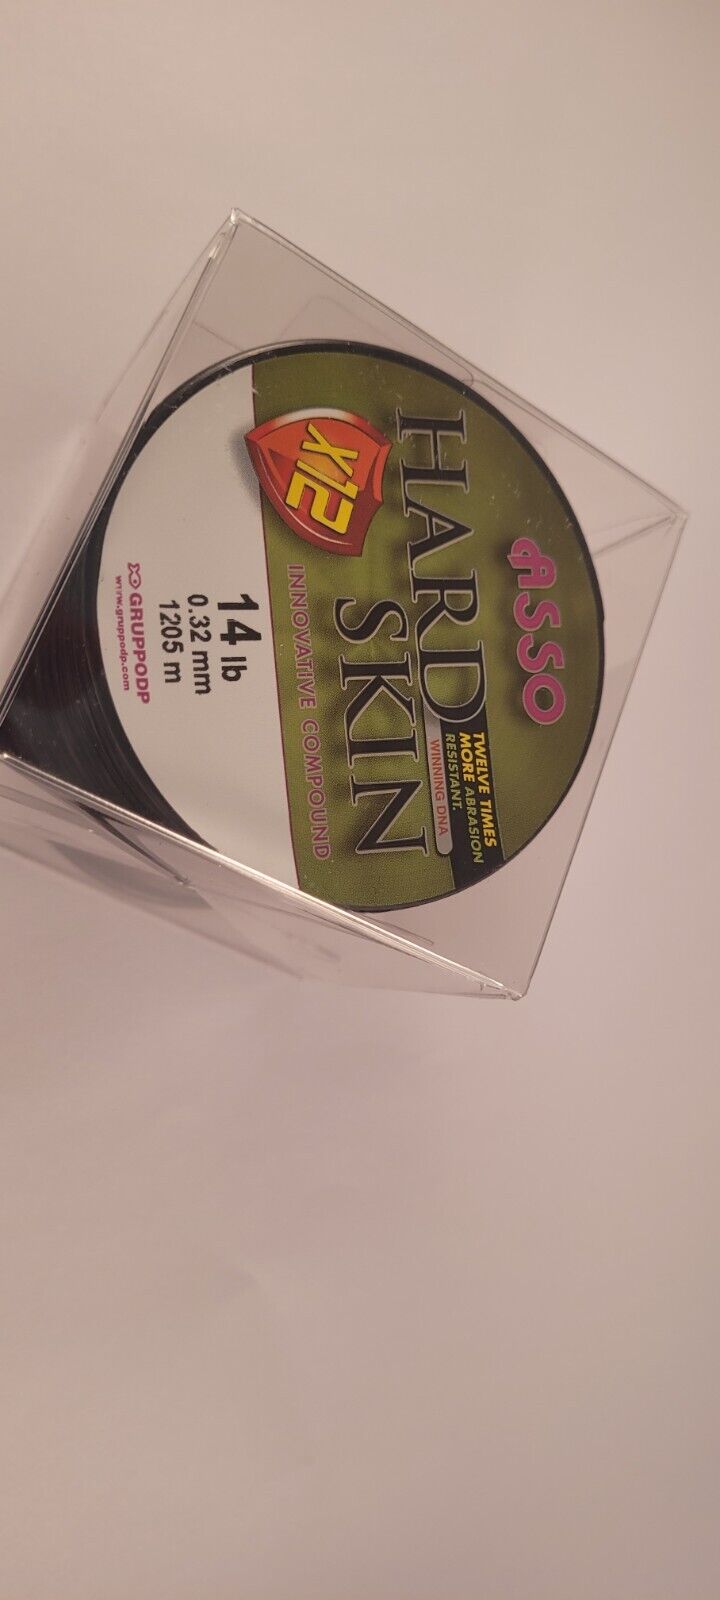 ASSO
TWELVE TIMES
MORE ABRASION
RESISTANT.
WINNING DNA
HARD
SKIN
X12
INNOVATIVE COMPOUND
14 lb
0.32 mm
1205 m
GRUPPODP
www.gruppodp.com